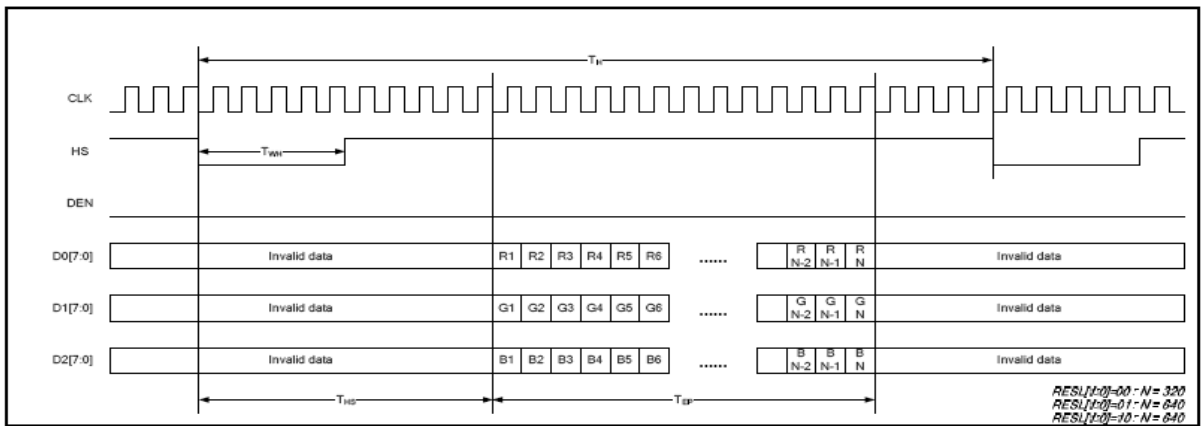 TH
CLK
HS
TWH
DEN
D0[7:0] Invalid data R1 R2 R3 R4 R5 R6 ...... R N-2 R N-1 R N Invalid data
D1[7:0] Invalid data G1 G2 G3 G4 G5 G6 ...... G N-2 G N-1 G N Invalid data
D2[7:0] Invalid data B1 B2 B3 B4 B5 B6 ...... B N-2 B N-1 B N Invalid data
THS TEP
RESL[1:0]=00 : N = 320
RESL[1:0]=01 : N = 640
RESL[1:0]=10 : N = 640